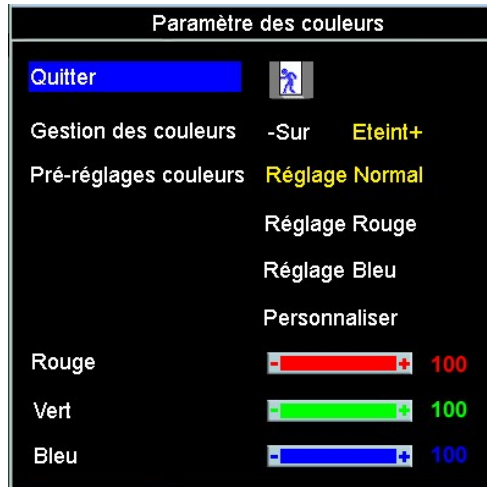 Paramètre des couleurs
Quitter
Gestion des couleurs -Sur Eteint+
Pré-réglages couleurs Réglage Normal
Réglage Rouge
Réglage Bleu
Personnaliser
Rouge - + 100
Vert - + 100
Bleu - + 100